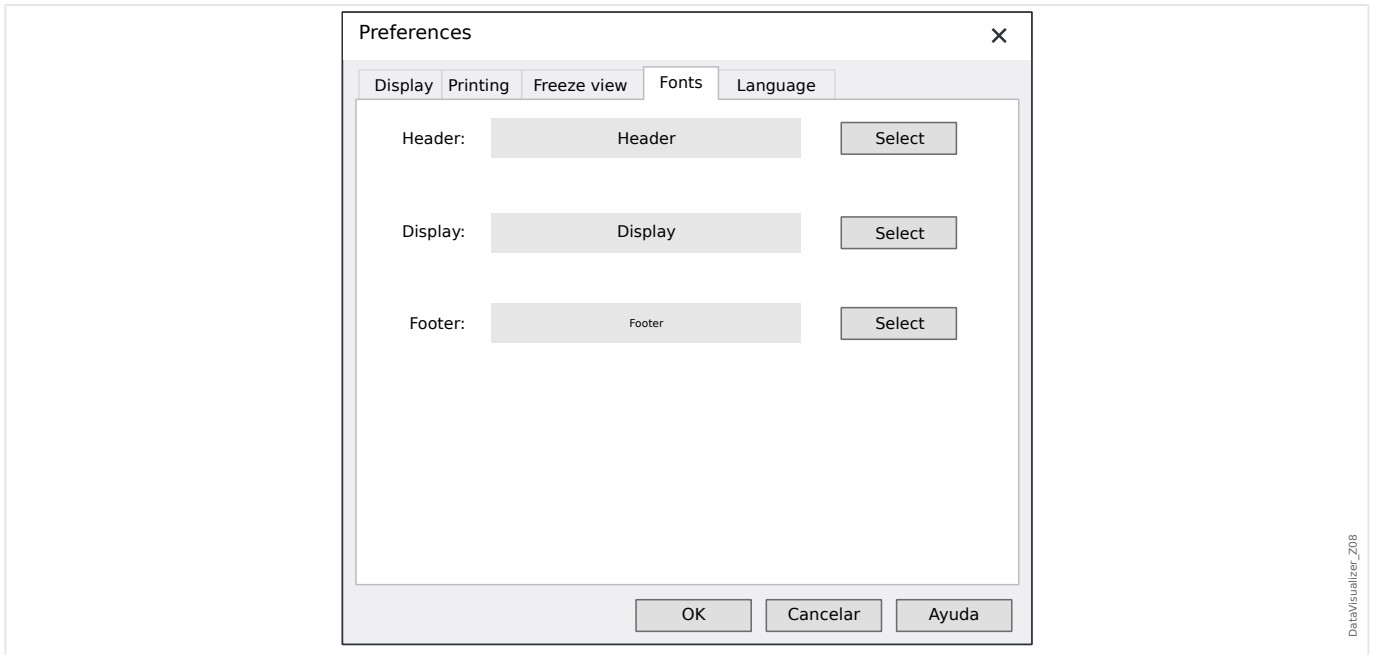 Preferences
Display Printing Freeze view Fonts Language
Header: Header Select
Display: Display Select
Footer: Footer Select
OK Cancelar Ayuda
DataVisualizer_Z08